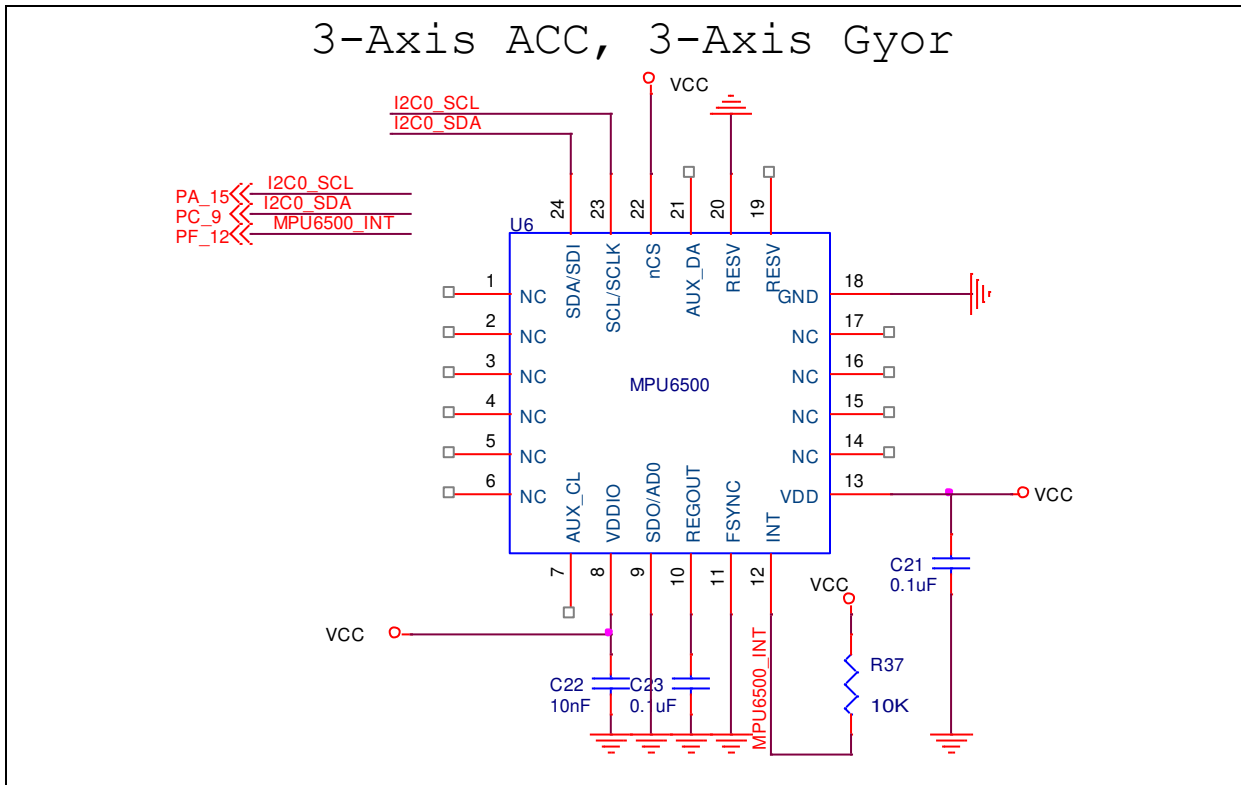 3-Axis ACC, 3-Axis Gyor
VCC
I2C0_SCL
I2C0_SDA
PA_15 I2C0_SCL
PC_9 I2C0_SDA
PF_12 MPU6500_INT
U6
24 23 22 21 20 19
SDA/SDI SCL/SCLK nCS AUX_DA RESV RESV
1 NC
2 NC
3 NC
4 NC
5 NC
6 NC
GND 18
NC 17
NC 16
NC 15
NC 14
VDD 13
VCC
MPU6500
AUX_CL VDDIO SDO/AD0 REGOUT FSYNC INT
7 8 9 10 11 12
C21
0.1uF
VCC
VCC
MPU6500_INT
R37
10K
C22
10nF
C23
0.1uF